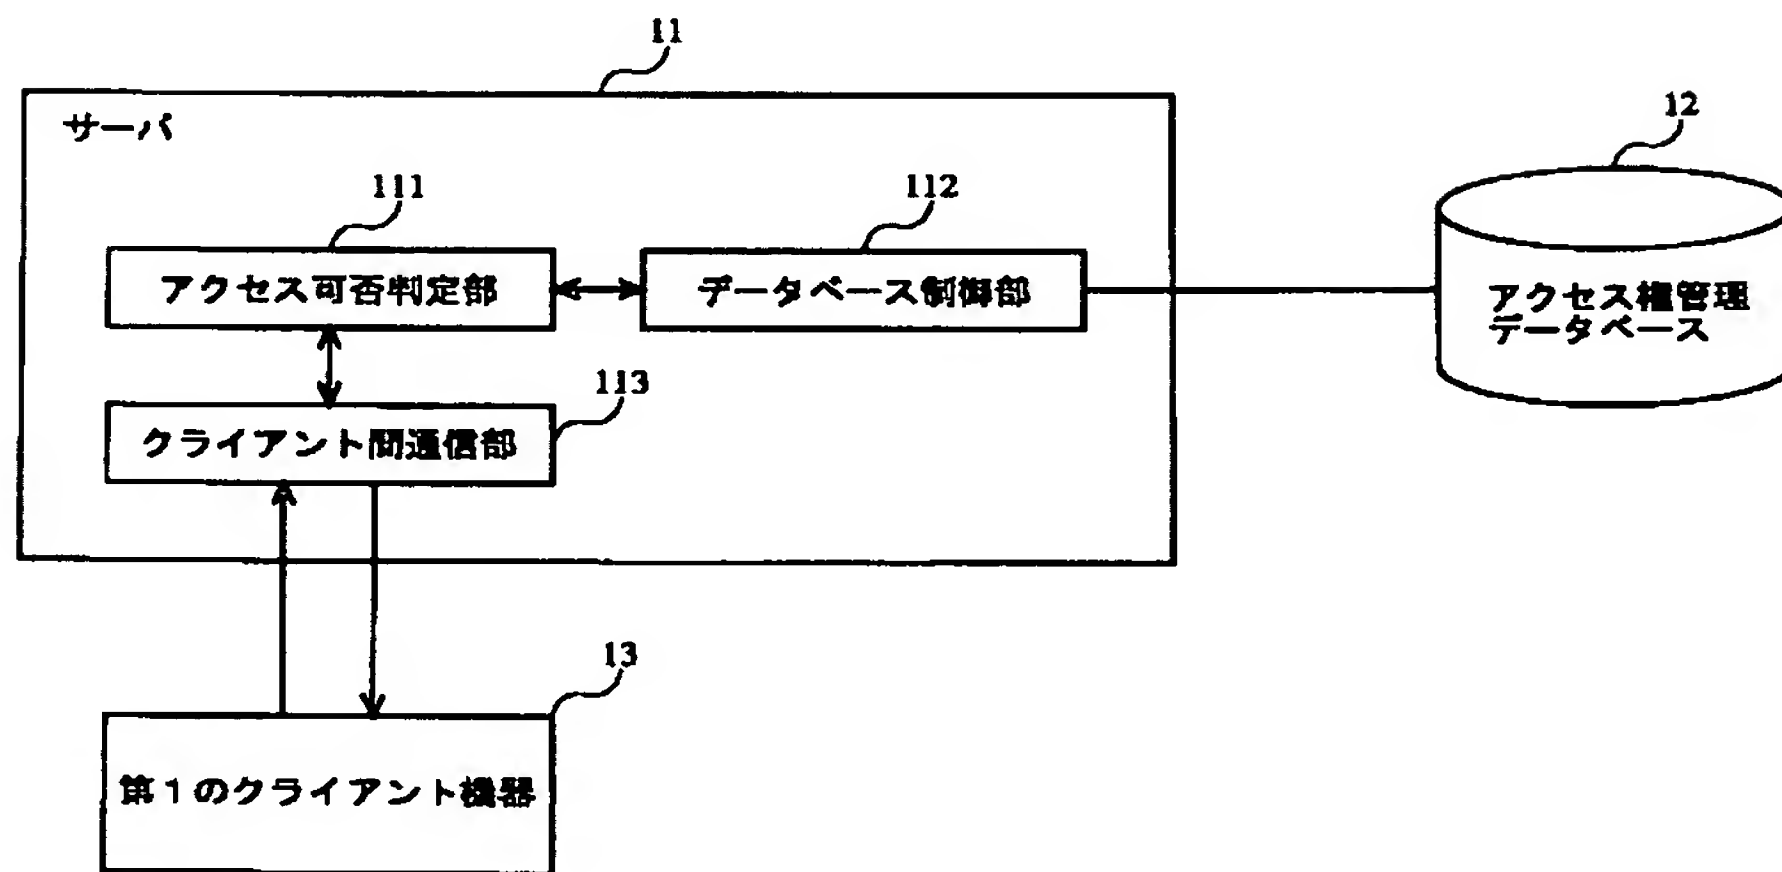 11
サーバ
12
111
112
アクセス可否判定部
データベース制御部
アクセス権管理
データベース
113
クライアント間通信部
13
第1のクライアント機器